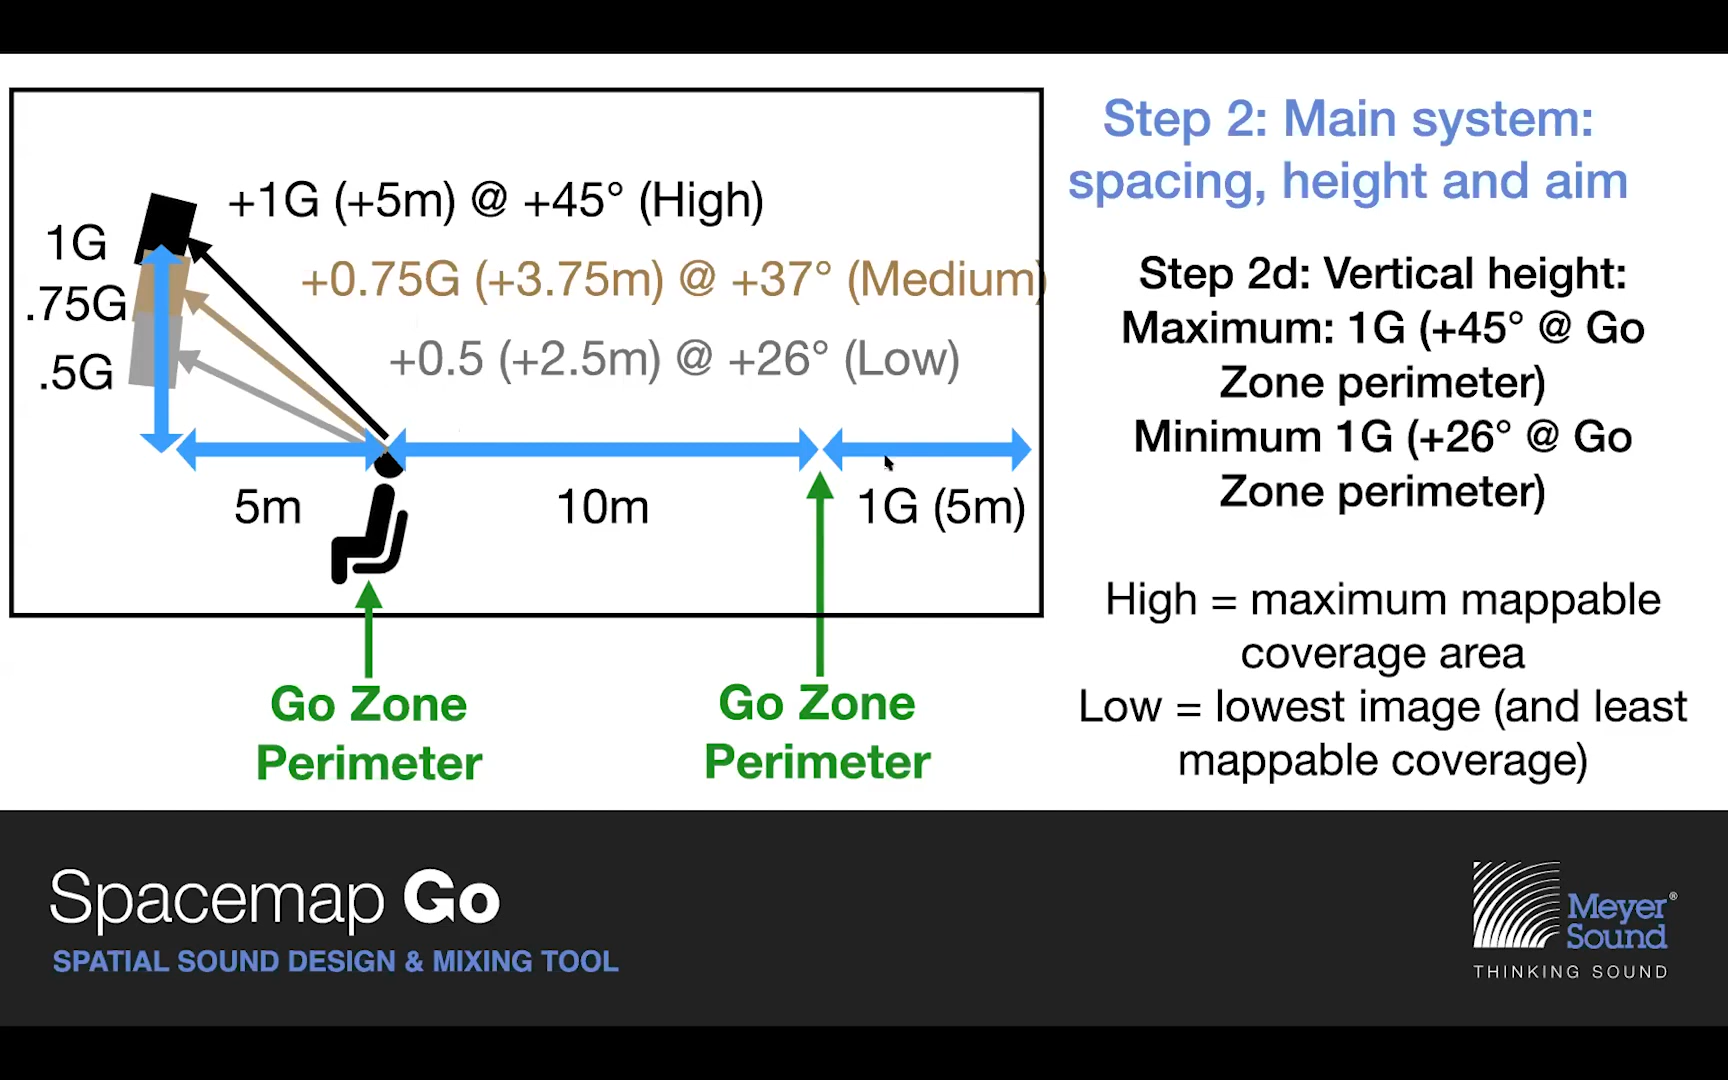 Step 2: Main system:
spacing, height and aim
+1G (+5m) @ +45° (High)
1G
+0.75G (+3.75m) @ +37° (Medium)
.75G
+0.5 (+2.5m) @ +26° (Low)
.5G
5m
10m
1G (5m)
Go Zone
Perimeter
Go Zone
Perimeter
Step 2d: Vertical height:
Maximum: 1G (+45° @ Go
Zone perimeter)
Minimum 1G (+26° @ Go
Zone perimeter)
High = maximum mappable
coverage area
Low = lowest image (and least
mappable coverage)
Spacemap Go
SPATIAL SOUND DESIGN & MIXING TOOL
Meyer®
Sound
THINKING SOUND